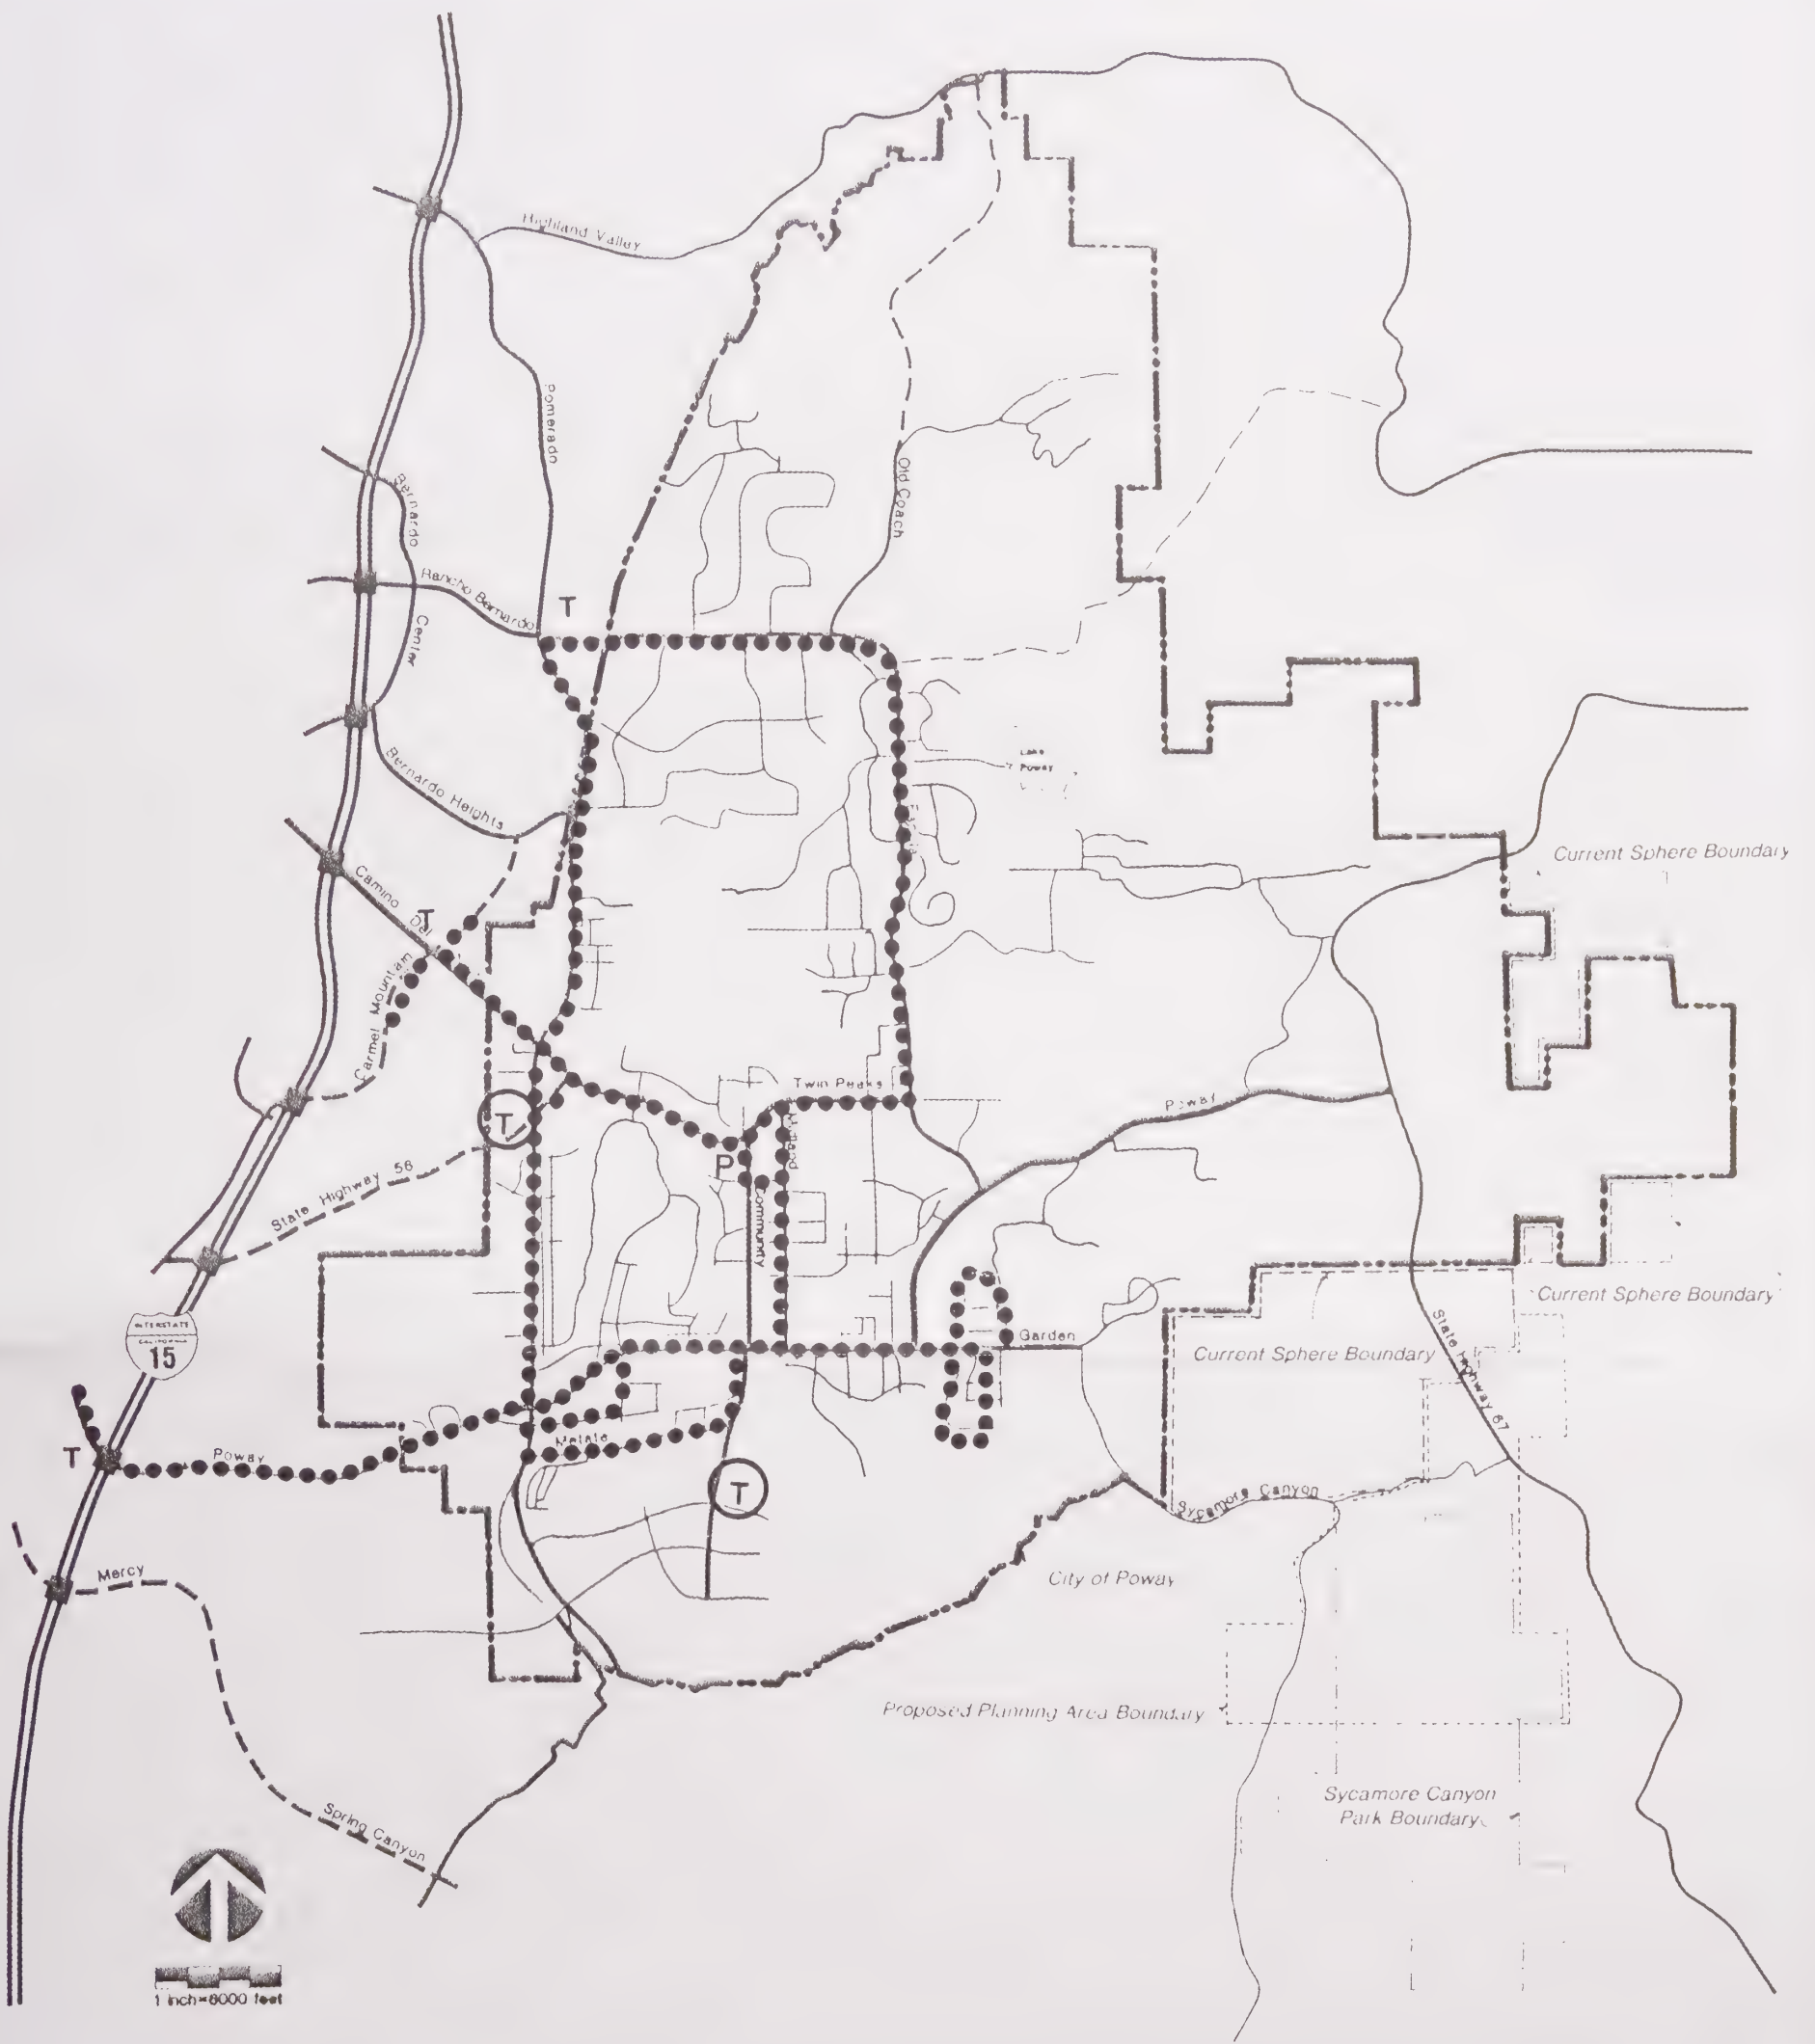 Highland Valley
Pomerado
Bernardo
Old Coach
Rancho Bernardo
T
Center
Lake
Poway
Bernardo Heights
Current Sphere Boundary
Camino Del
T
Carmel Mountain
Twin Peaks
Poway
T
Midland
P
State Highway 56
Community
Current Sphere Boundary
INTERSTATE
CALIFORNIA
15
Garden
State Highway 67
Current Sphere Boundary
Metate
T
Poway
T
Sycamore Canyon
Mercy
City of Poway
Proposed Planning Area Boundary
Sycamore Canyon
Park Boundary
Spring Canyon
1 inch=6000 feet